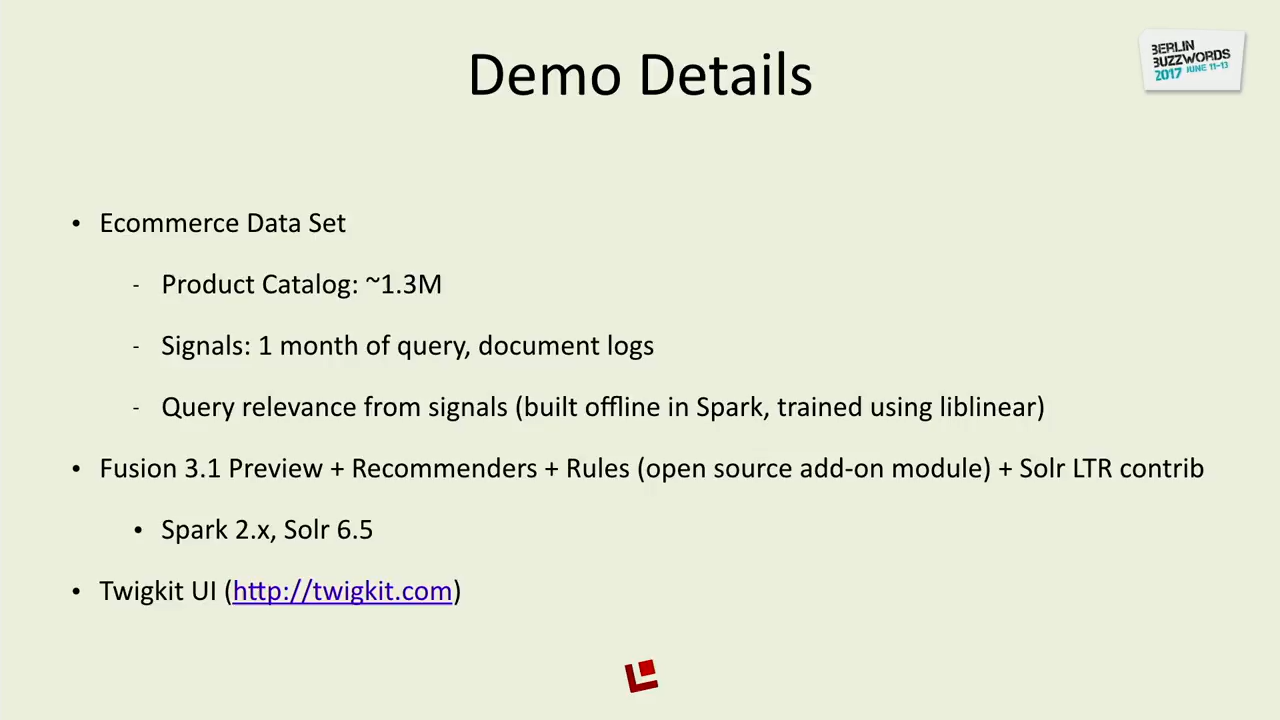 Demo Details
BERLIN
BUZZWORDS
2017 JUNE 11-13
• Ecommerce Data Set
- Product Catalog: ~1.3M
- Signals: 1 month of query, document logs
- Query relevance from signals (built offline in Spark, trained using liblinear)
• Fusion 3.1 Preview + Recommenders + Rules (open source add-on module) + Solr LTR contrib
• Spark 2.x, Solr 6.5
• Twigkit UI (http://twigkit.com)